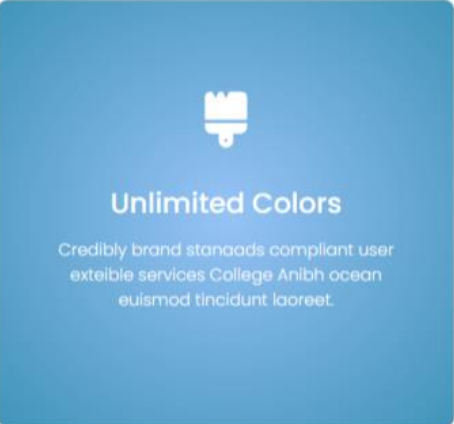 Unlimited Colors
Credibly brand stanaads compliant user
exteible services College Anibh ocean
euismod tincidunt laoreet.